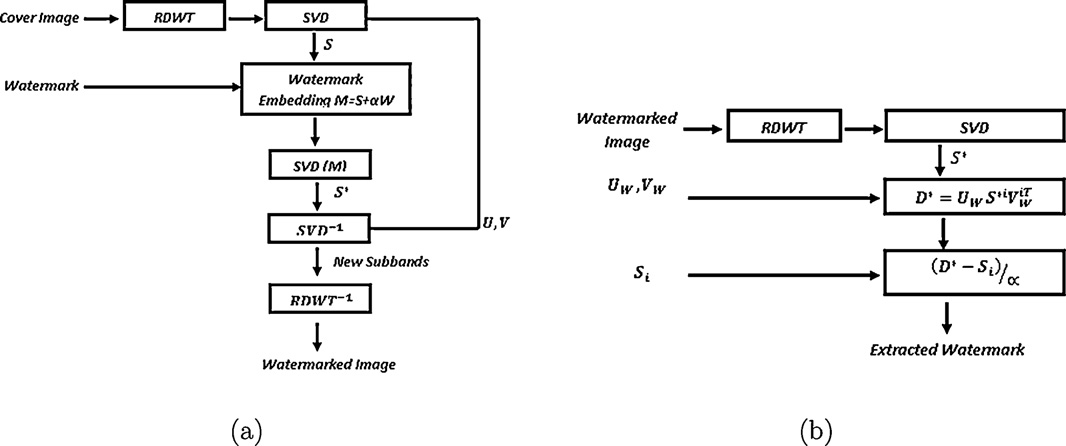 Cover Image
RDWT
SVD
S
Watermark
Watermark
Embedding M=S+αW
SVD (M)
S*
SVD⁻¹
U,V
New Subbands
RDWT⁻¹
Watermarked Image
(a)
Watermarked
Image
RDWT
SVD
S*
U_W ,V_W
D* = U_W S*ⁱ V_W^{iT}
S_i
(D* − S_i)/∝
Extracted Watermark
(b)